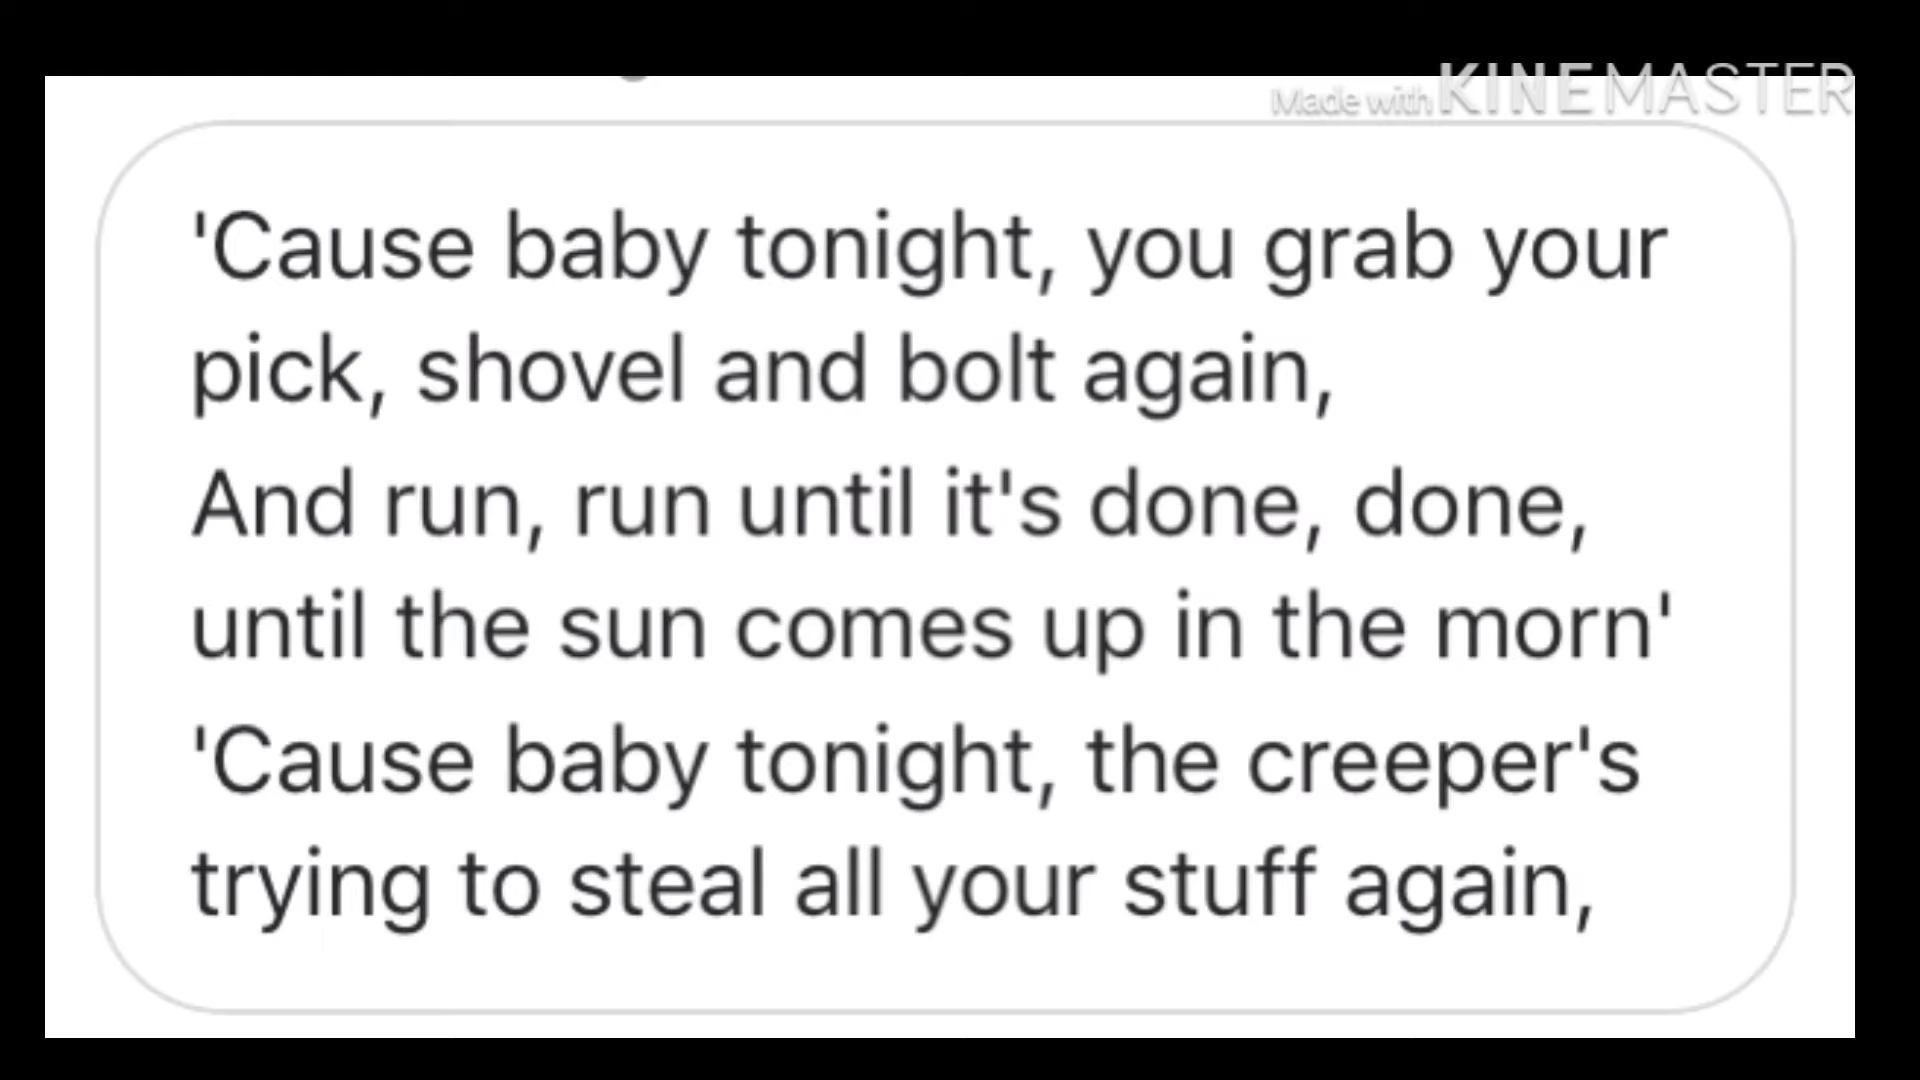 Made with KINEMASTER
'Cause baby tonight, you grab your
pick, shovel and bolt again,
And run, run until it's done, done,
until the sun comes up in the morn'
'Cause baby tonight, the creeper's
trying to steal all your stuff again,